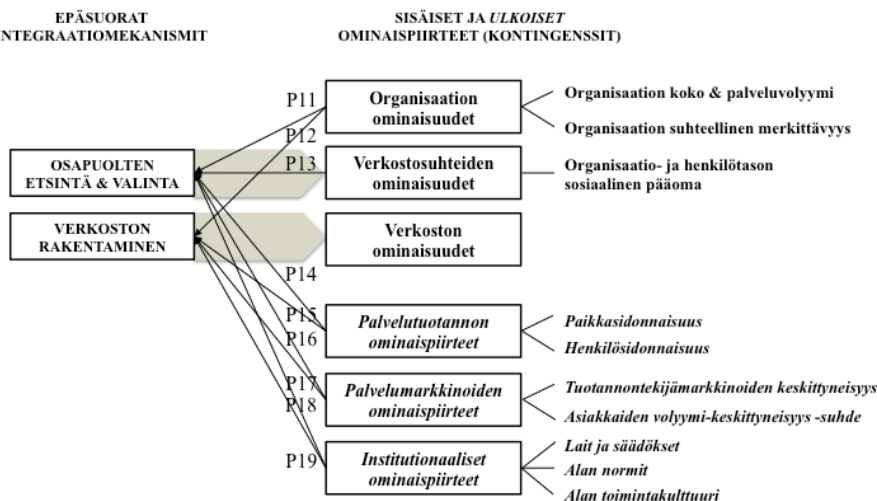 EPÄSUORAT
NTEGRAATIOMEKANISMIT
SISÄISET JA ULKOISET
OMINAISPIIRTEET (KONTINGENSSIT)
P11
Organisaation
ominaisuudet
Organisaation koko & palveluvolyymi
Organisaation suhteellinen merkittävyys
P12
OSAPUOLTEN
ETSINTÄ & VALINTA
P13
Verkostosuhteiden
ominaisuudet
Organisaatio- ja henkilötason
sosiaalinen pääoma
VERKOSTON
RAKENTAMINEN
Verkoston
ominaisuudet
P14
P15
P16
Palvelutuotannon
ominaispiirteet
Paikkasidonnaisuus
Henkilösidonnaisuus
P17
P18
Palvelumarkkinoiden
ominaispiirteet
Tuotannontekijämarkkinoiden keskittyneisyys
Asiakkaiden volyymi-keskittyneisyys -suhde
P19
Institutionaaliset
ominaispiirteet
Lait ja säädökset
Alan normit
Alan toimintakulttuuri